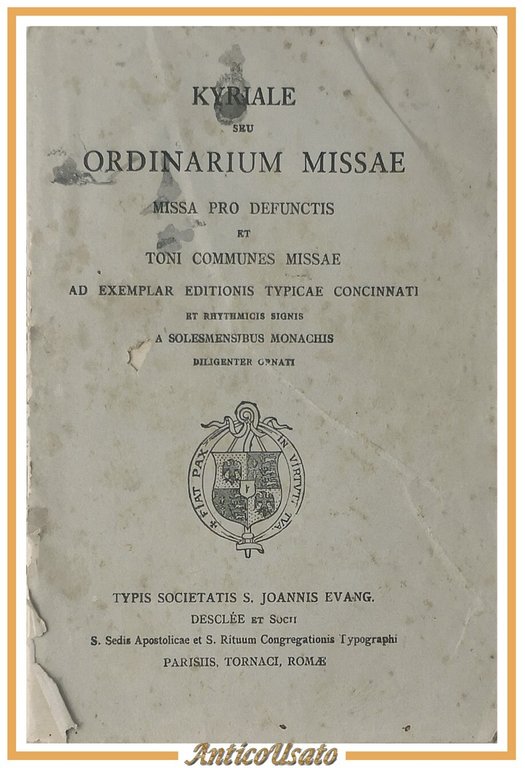 KYRIALE
SEU
ORDINARIUM MISSAE
MISSA PRO DEFUNCTIS
ET
TONI COMMUNES MISSAE
AD EXEMPLAR EDITIONIS TYPICAE CONCINNATI
ET RHYTHMICIS SIGNIS
A SOLESMENSIBUS MONACHIS
DILIGENTER ORNATI
✠ FIAT PAX IN VIRTVTE TVA
TYPIS SOCIETATIS S. JOANNIS EVANG.
DESCLÉE ET SOCII
S. Sedis Apostolicae et S. Rituum Congregationis Typographi
PARISIIS, TORNACI, ROMÆ
AnticoUsato